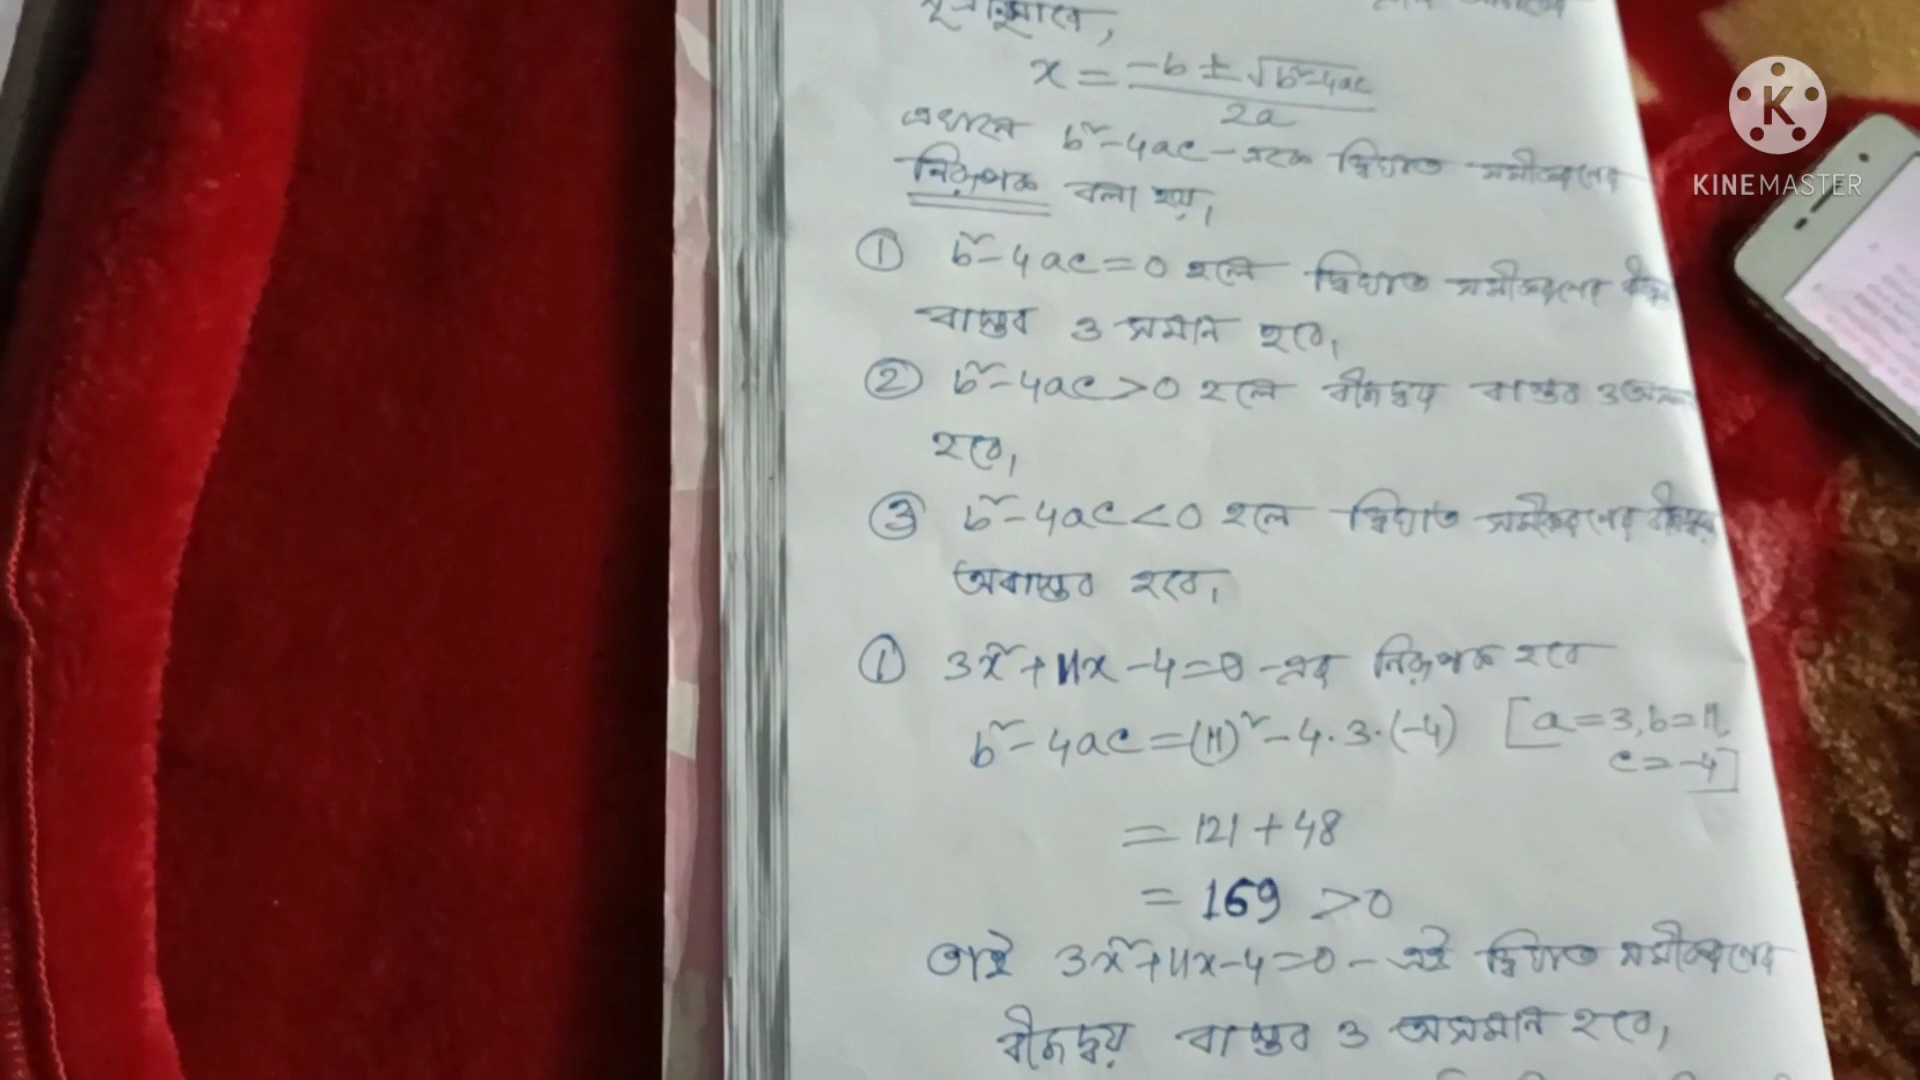 x = -b ± √b²-4ac
2a
এখানে b²-4ac -কে দ্বিঘাত সমীকরণের
নিরূপক বলা হয়।
① b²-4ac=0 হলে দ্বিঘাত সমীকরণের
বাস্তব ও সমান হবে।
② b²-4ac>0 হলে বীজদ্বয় বাস্তব ও
হবে।
③ b²-4ac<0 হলে দ্বিঘাত সমীকরণের বীজদ্বয়
অবাস্তব হবে।
① 3x²+11x-4=0 -এর নিরূপক হবে
b²-4ac=(11)²-4.3.(-4) [a=3, b=11,
c=-4]
= 121+48
= 169 >0
তাই 3x²+11x-4=0 -এই দ্বিঘাত সমীকরণের
বীজদ্বয় বাস্তব ও অসমান হবে।
KINEMASTER